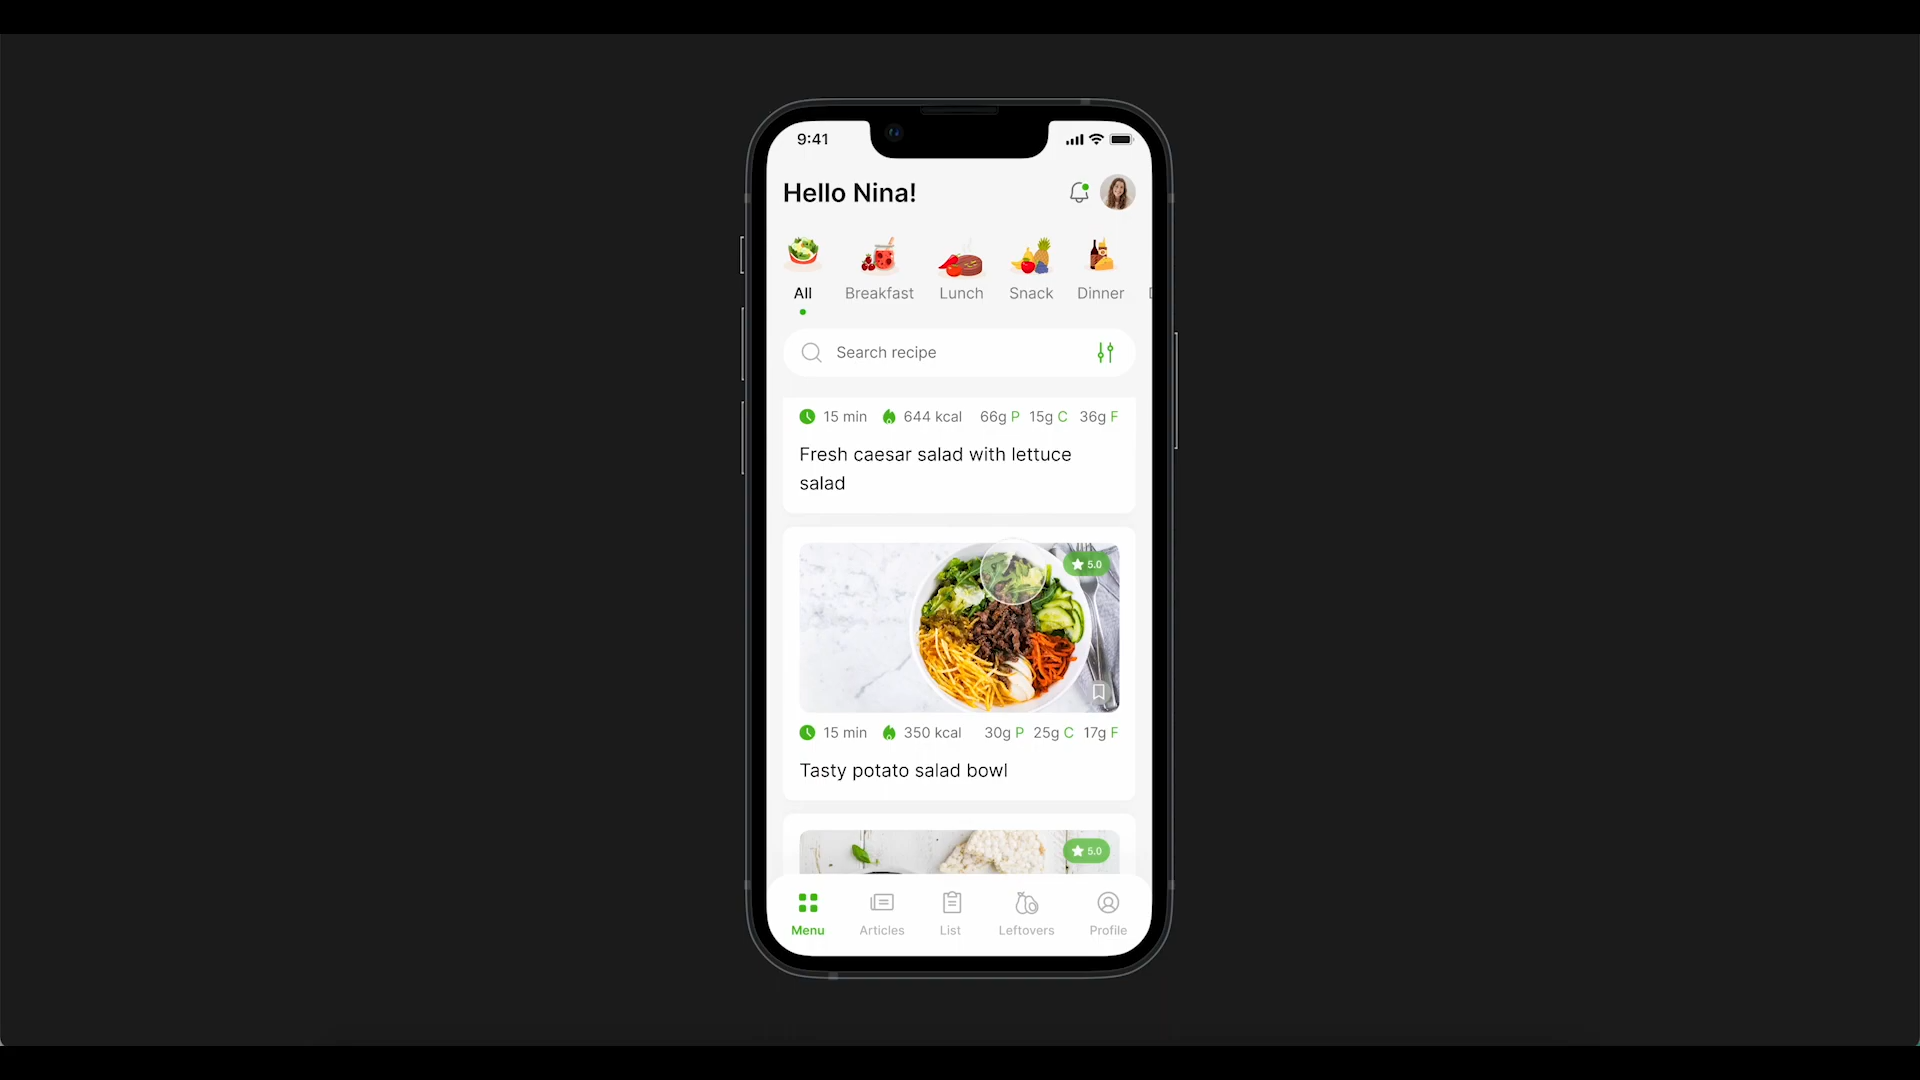 9:41
Hello Nina!
All Breakfast Lunch Snack Dinner
Search recipe
15 min 644 kcal 66g P 15g C 36g F
Fresh caesar salad with lettuce
salad
5.0
15 min 350 kcal 30g P 25g C 17g F
Tasty potato salad bowl
5.0
Menu Articles List Leftovers Profile